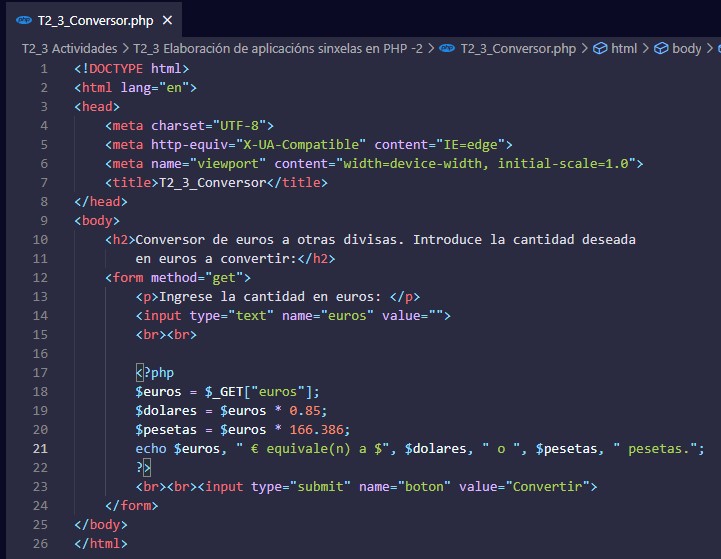 T2_3_Conversor.php ×
T2_3 Actividades > T2_3 Elaboración de aplicacións sinxelas en PHP -2 > T2_3_Conversor.php > html > body >
1 <!DOCTYPE html>
2 <html lang="en">
3 <head>
4     <meta charset="UTF-8">
5     <meta http-equiv="X-UA-Compatible" content="IE=edge">
6     <meta name="viewport" content="width=device-width, initial-scale=1.0">
7     <title>T2_3_Conversor</title>
8 </head>
9 <body>
10     <h2>Conversor de euros a otras divisas. Introduce la cantidad deseada
11         en euros a convertir:</h2>
12     <form method="get">
13         <p>Ingrese la cantidad en euros: </p>
14         <input type="text" name="euros" value="">
15         <br><br>
16
17         <?php
18         $euros = $_GET["euros"];
19         $dolares = $euros * 0.85;
20         $pesetas = $euros * 166.386;
21         echo $euros, " € equivale(n) a $", $dolares, " o ", $pesetas, " pesetas.";
22         ?>
23         <br><br><input type="submit" name="boton" value="Convertir">
24     </form>
25 </body>
26 </html>